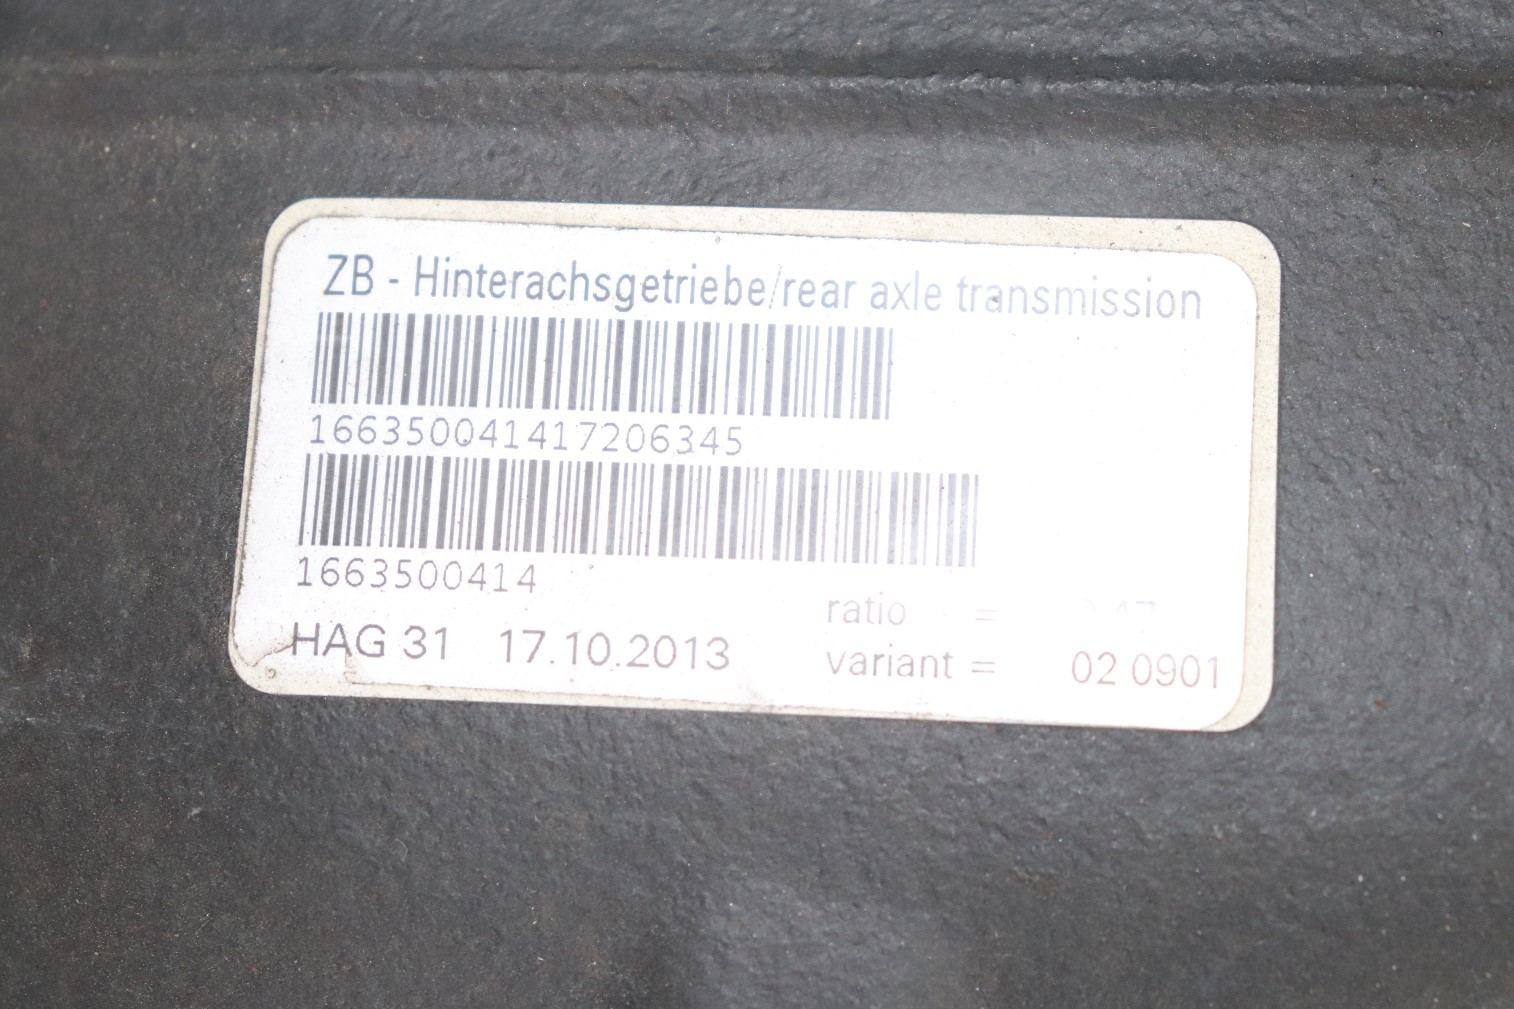 ZB - Hinterachsgetriebe/rear axle transmission
166350041417206345
1663500414
ratio =
HAG 31 17.10.2013
variant = 02 0901